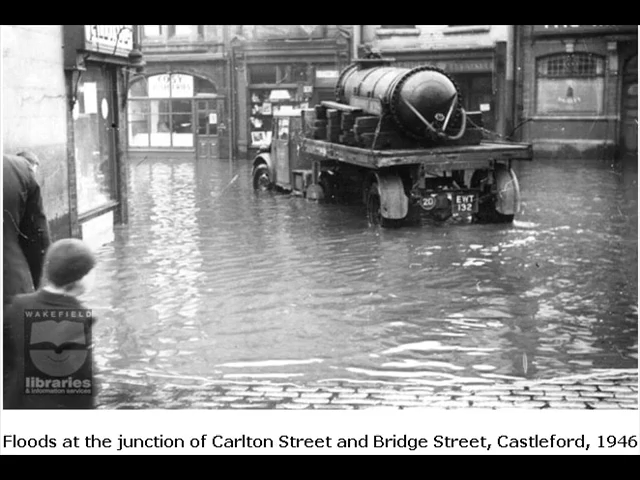 COSY
20
EWT
132
WAKEFIELD
libraries
& information services
Floods at the junction of Carlton Street and Bridge Street, Castleford, 1946